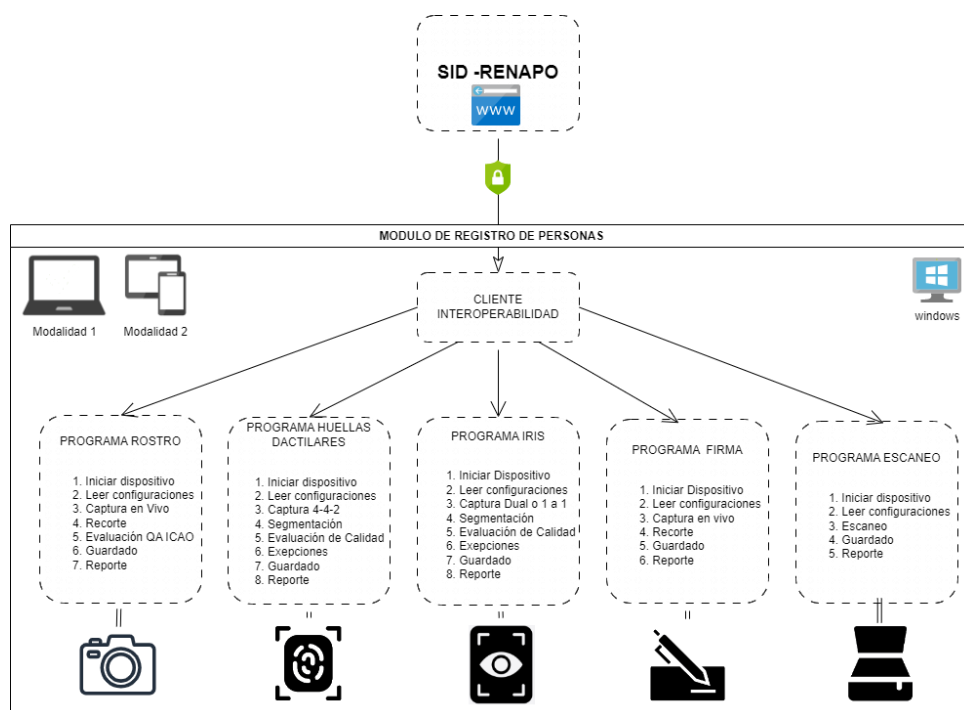 SID -RENAPO
WWW
MODULO DE REGISTRO DE PERSONAS
Modalidad 1
Modalidad 2
windows
CLIENTE
INTEROPERABILIDAD
PROGRAMA ROSTRO
1. Iniciar dispositivo
2. Leer configuraciones
3. Captura en Vivo
4. Recorte
5. Evaluación QA ICAO
6. Guardado
7. Reporte
PROGRAMA HUELLAS
DACTILARES
1. Iniciar dispositivo
2. Leer configuraciones
3. Captura 4-4-2
4. Segmentación
5. Evaluación de Calidad
6. Exepciones
7. Guardado
8. Reporte
PROGRAMA IRIS
1. Iniciar Dispositivo
2. Leer configuraciones
3. Captura Dual o 1 a 1
4. Segmentación
5. Evaluación de Calidad
6. Exepciones
7. Guardado
8. Reporte
PROGRAMA FIRMA
1. Iniciar Dispositivo
2. Leer configuraciones
3. Captura en vivo
4. Recorte
5. Guardado
6. Reporte
PROGRAMA ESCANEO
1. Iniciar dispositivo
2. Leer configuraciones
3. Escaneo
4. Guardado
5. Reporte